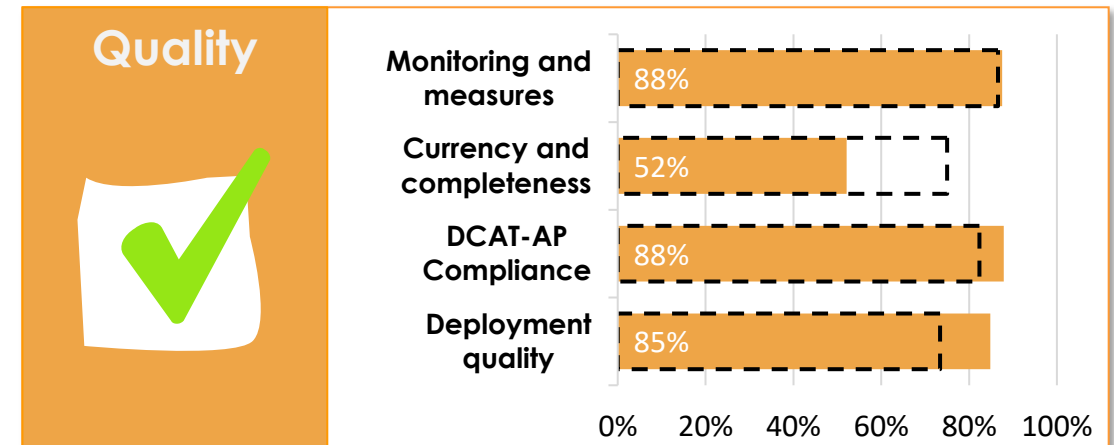 Quality
Monitoring and
measures
88%
Currency and
completeness
52%
DCAT-AP
Compliance
88%
Deployment
quality
85%
0% 20% 40% 60% 80% 100%